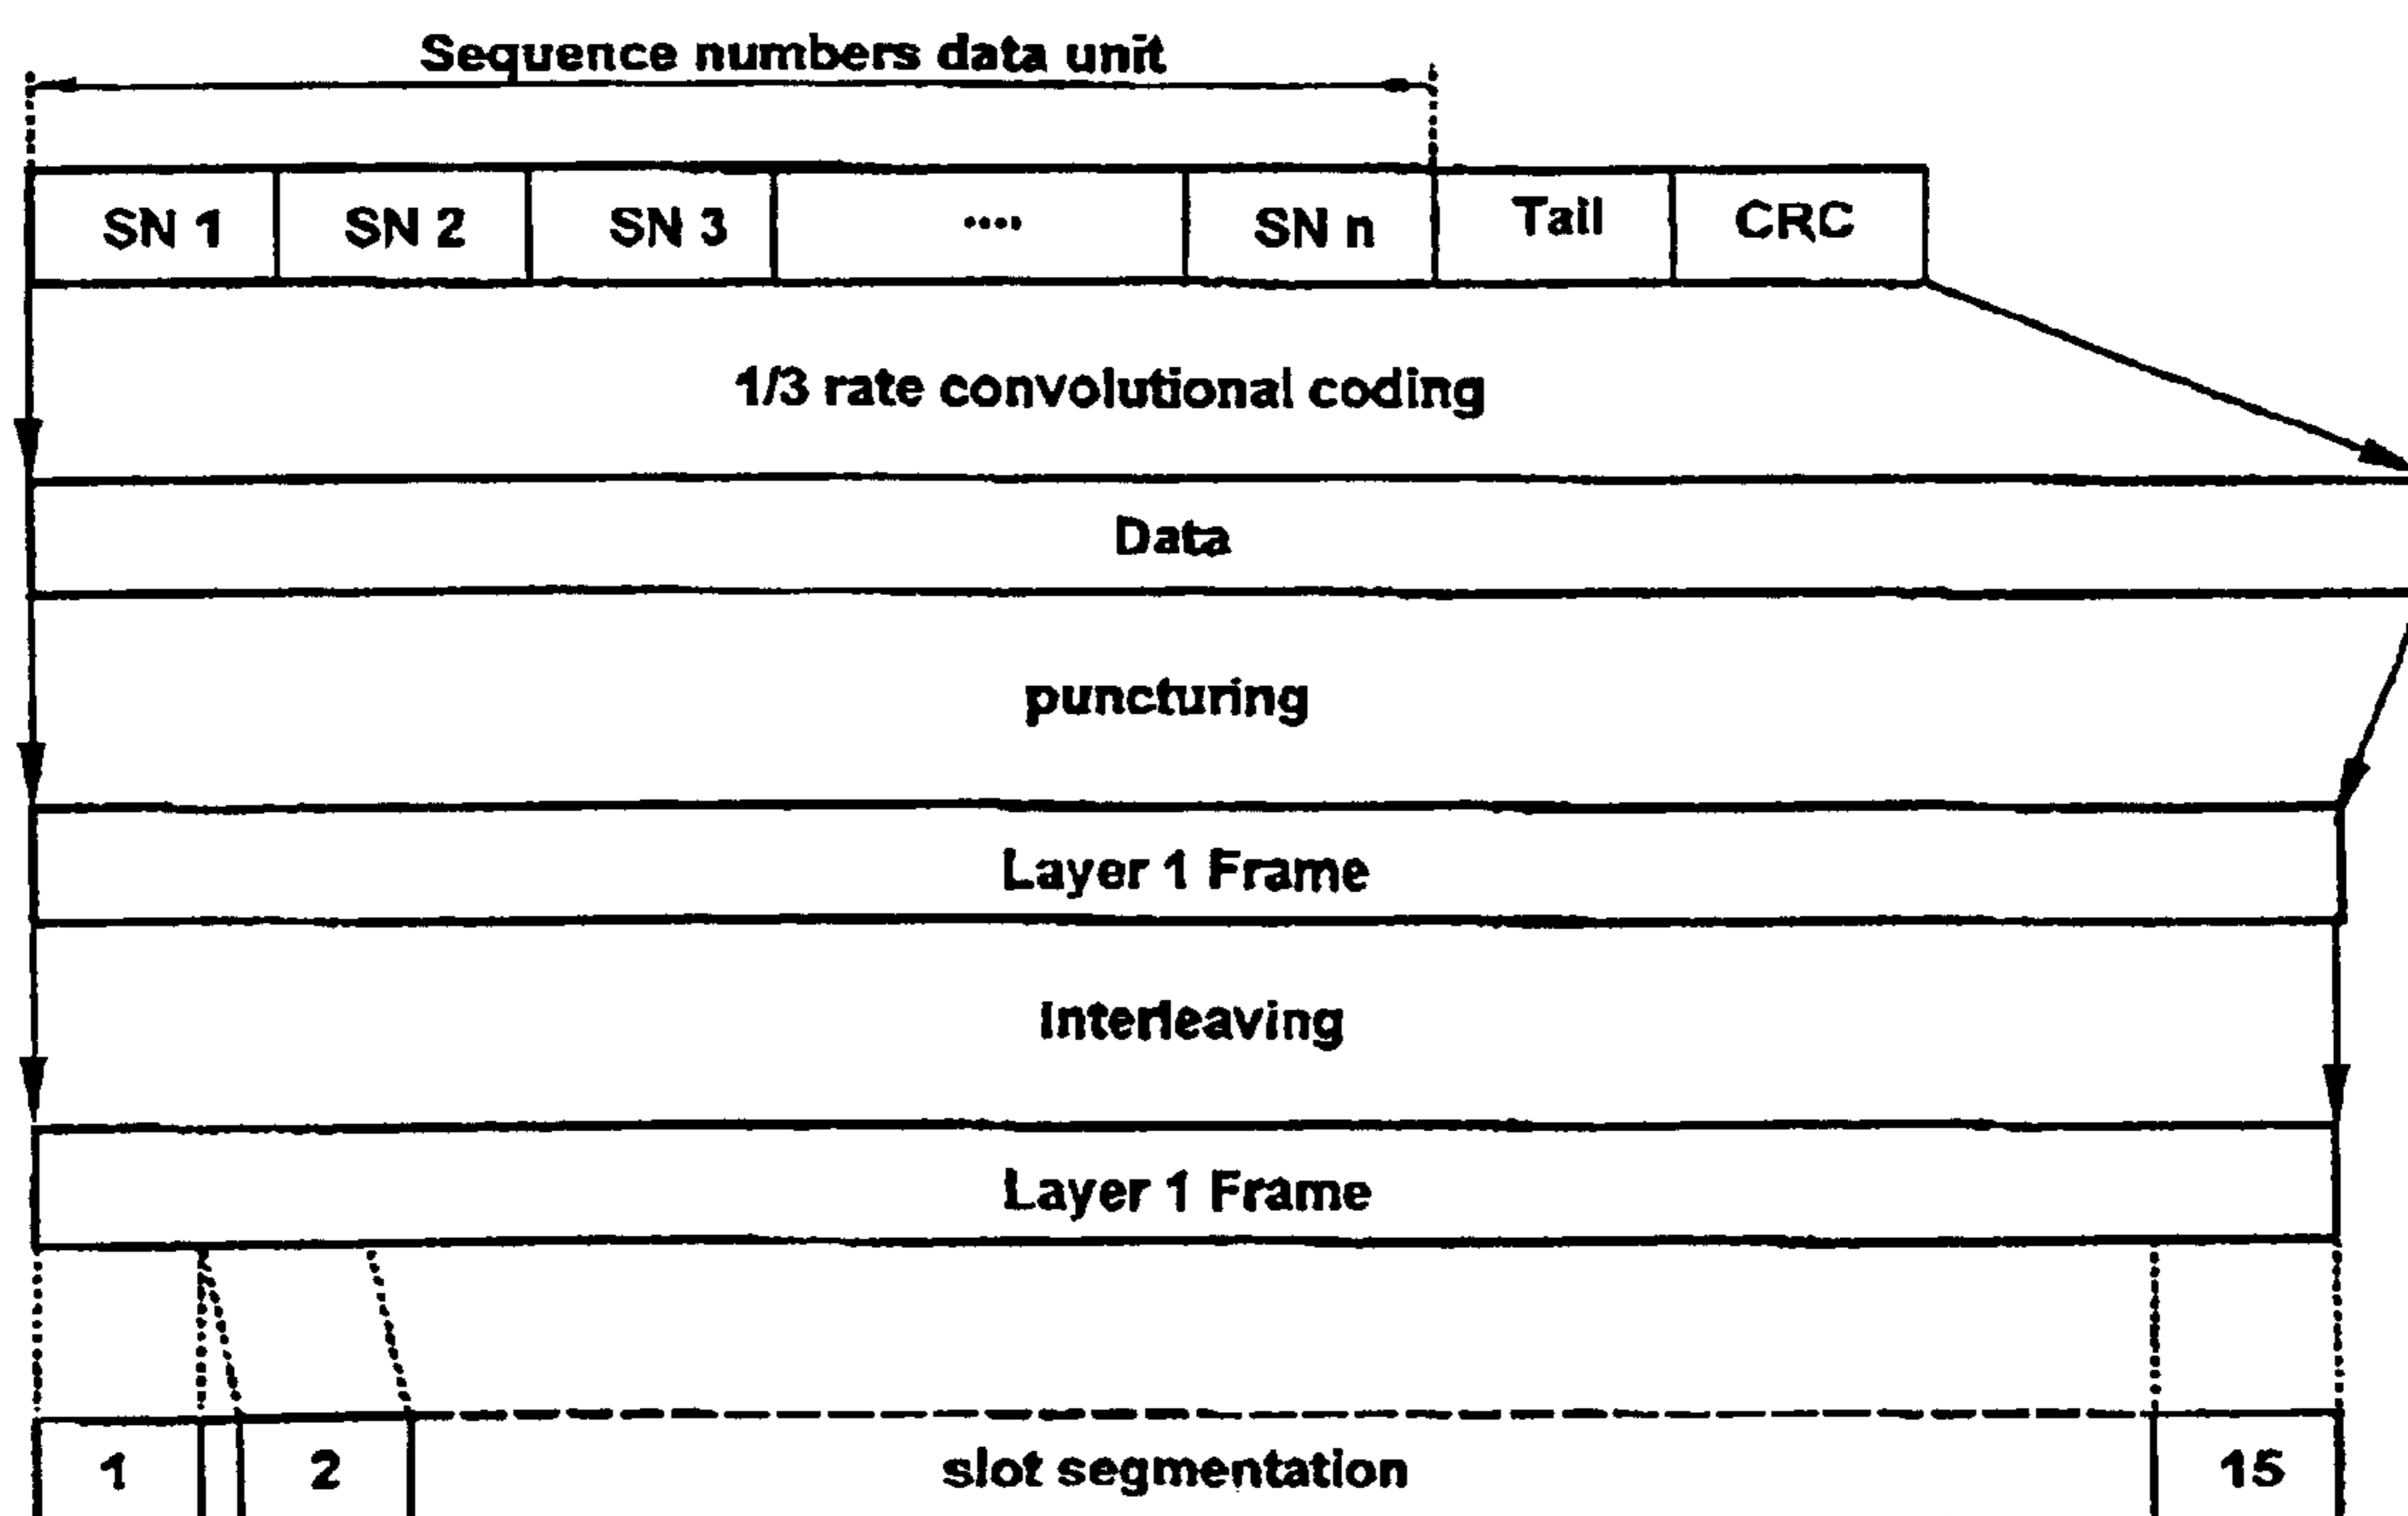 Sequence numbers data unit
SN 1 SN 2 SN 3 .... SN n Tail CRC
1/3 rate convolutional coding
Data
puncturing
Layer 1 Frame
Interleaving
Layer 1 Frame
1 2 slot segmentation 15